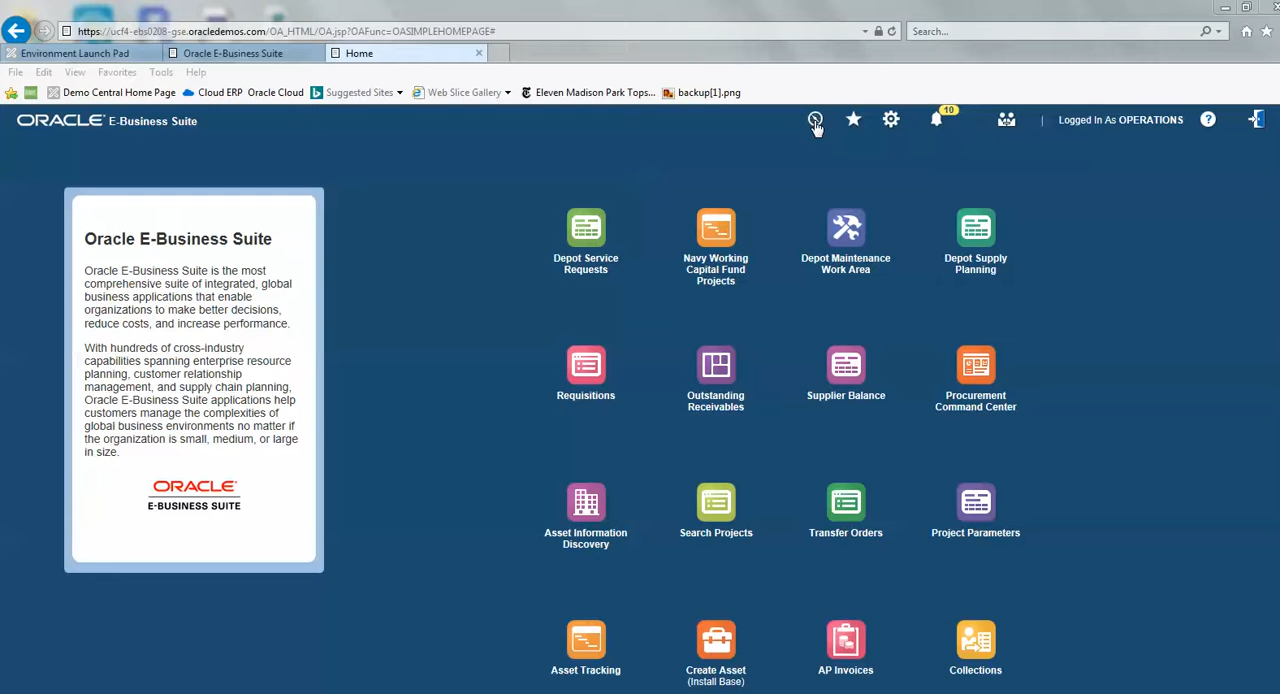 https://ucf4-ebs0208-gse.oracledemos.com/OA_HTML/OA.jsp?OAFunc=OASIMPLEHOMEPAGE#
Search...
Environment Launch Pad
Oracle E-Business Suite
Home
File Edit View Favorites Tools Help
Demo Central Home Page
Cloud ERP
Oracle Cloud
Suggested Sites
Web Slice Gallery
Eleven Madison Park Tops...
backup[1].png
ORACLE® E-Business Suite
10
Logged In As OPERATIONS
?
Oracle E-Business Suite
Oracle E-Business Suite is the most
comprehensive suite of integrated, global
business applications that enable
organizations to make better decisions,
reduce costs, and increase performance.
With hundreds of cross-industry
capabilities spanning enterprise resource
planning, customer relationship
management, and supply chain planning,
Oracle E-Business Suite applications help
customers manage the complexities of
global business environments no matter if
the organization is small, medium, or large
in size.
ORACLE®
E-BUSINESS SUITE
Depot Service
Requests
Navy Working
Capital Fund
Projects
Depot Maintenance
Work Area
Depot Supply
Planning
Requisitions
Outstanding
Receivables
Supplier Balance
Procurement
Command Center
Asset Information
Discovery
Search Projects
Transfer Orders
Project Parameters
Asset Tracking
Create Asset
(Install Base)
AP Invoices
Collections